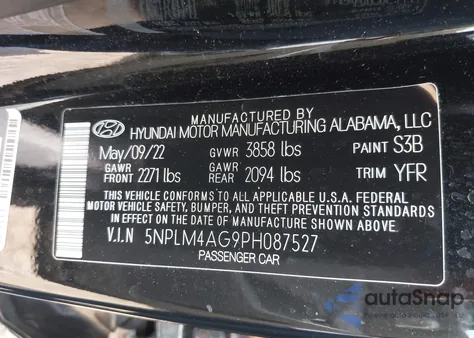 MANUFACTURED BY
HYUNDAI MOTOR MANUFACTURING ALABAMA, LLC
May/09/22 GVWR 3858 lbs PAINT S3B
GAWR FRONT 2271 lbs GAWR REAR 2094 lbs TRIM YFR
THIS VEHICLE CONFORMS TO ALL APPLICABLE U.S.A. FEDERAL
MOTOR VEHICLE SAFETY, BUMPER, AND THEFT PREVENTION STANDARDS
IN EFFECT ON THE DATE OF MANUFACTURE SHOWN ABOVE.
V.I.N 5NPLM4AG9PH087527
PASSENGER CAR
autoSnap